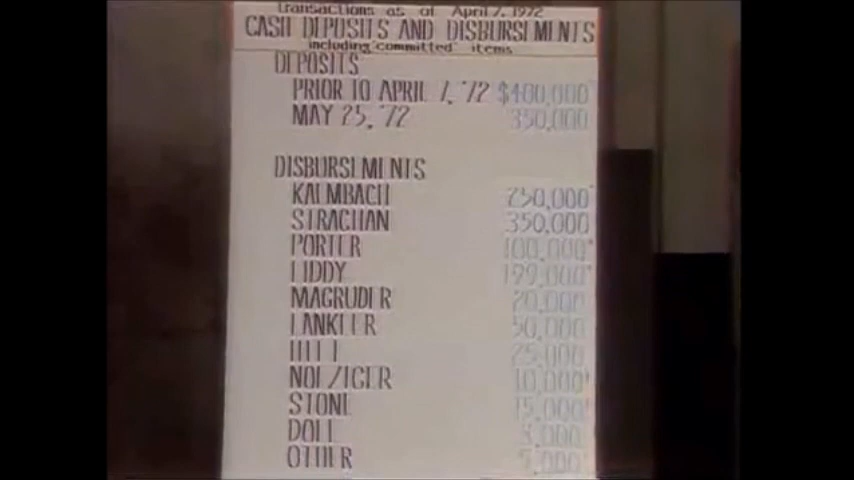 transactions as of April 7, 1972
CASH DEPOSITS AND DISBURSEMENTS
including "committed" items
DEPOSITS
PRIOR TO APRIL 7, '72 $400,000
MAY 25, '72 350,000
DISBURSEMENTS
KALMBACH 250,000
STRACHAN 350,000
PORTER 100,000*
LIDDY 199,000*
MAGRUDER 20,000
LANKLER 50,000
HITT 25,000
NOFZIGER 10,000*
STONE 15,000*
DOLE 3,000
OTHER 5,000*